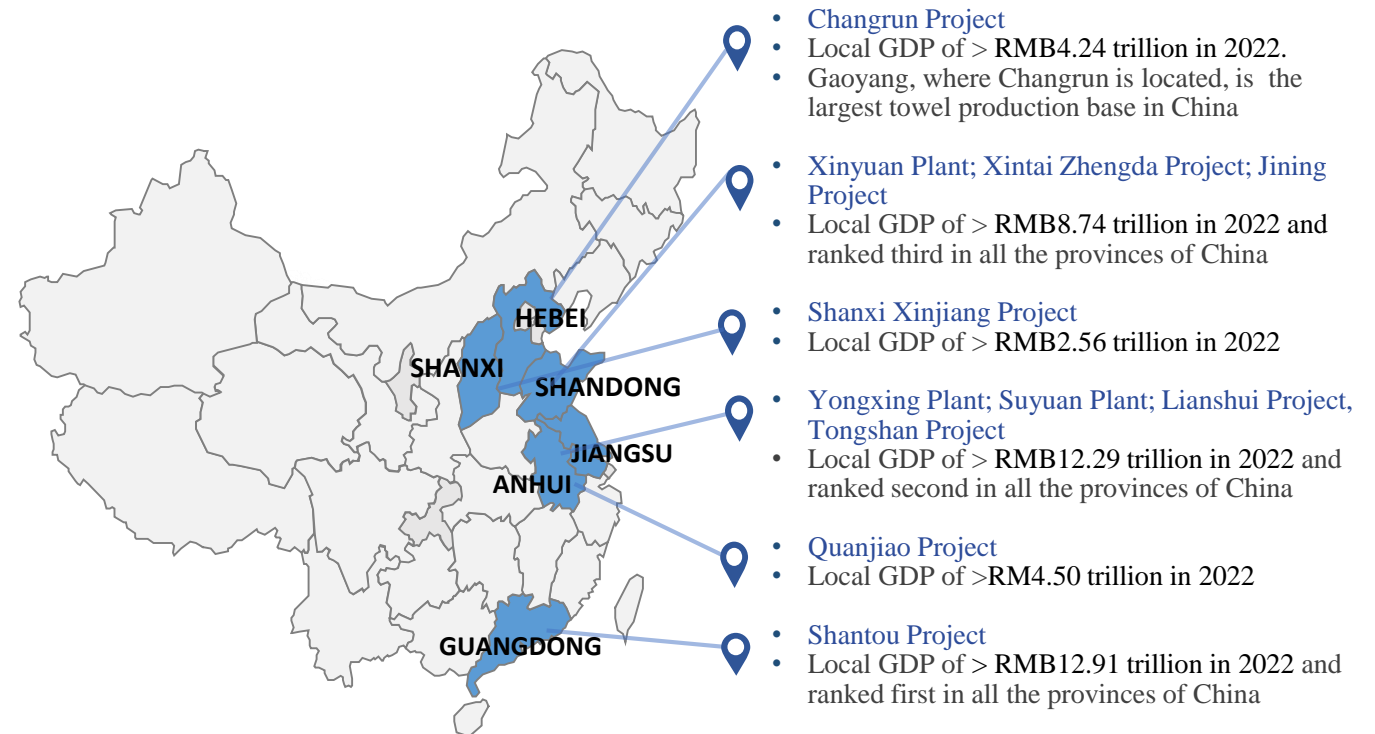 HEBEI
SHANXI
SHANDONG
JIANGSU
ANHUI
GUANGDONG
• Changrun Project
• Local GDP of > RMB4.24 trillion in 2022.
• Gaoyang, where Changrun is located, is the
largest towel production base in China
• Xinyuan Plant; Xintai Zhengda Project; Jining
Project
• Local GDP of > RMB8.74 trillion in 2022 and
ranked third in all the provinces of China
• Shanxi Xinjiang Project
• Local GDP of > RMB2.56 trillion in 2022
• Yongxing Plant; Suyuan Plant; Lianshui Project,
Tongshan Project
• Local GDP of > RMB12.29 trillion in 2022 and
ranked second in all the provinces of China
• Quanjiao Project
• Local GDP of >RM4.50 trillion in 2022
• Shantou Project
• Local GDP of > RMB12.91 trillion in 2022 and
ranked first in all the provinces of China